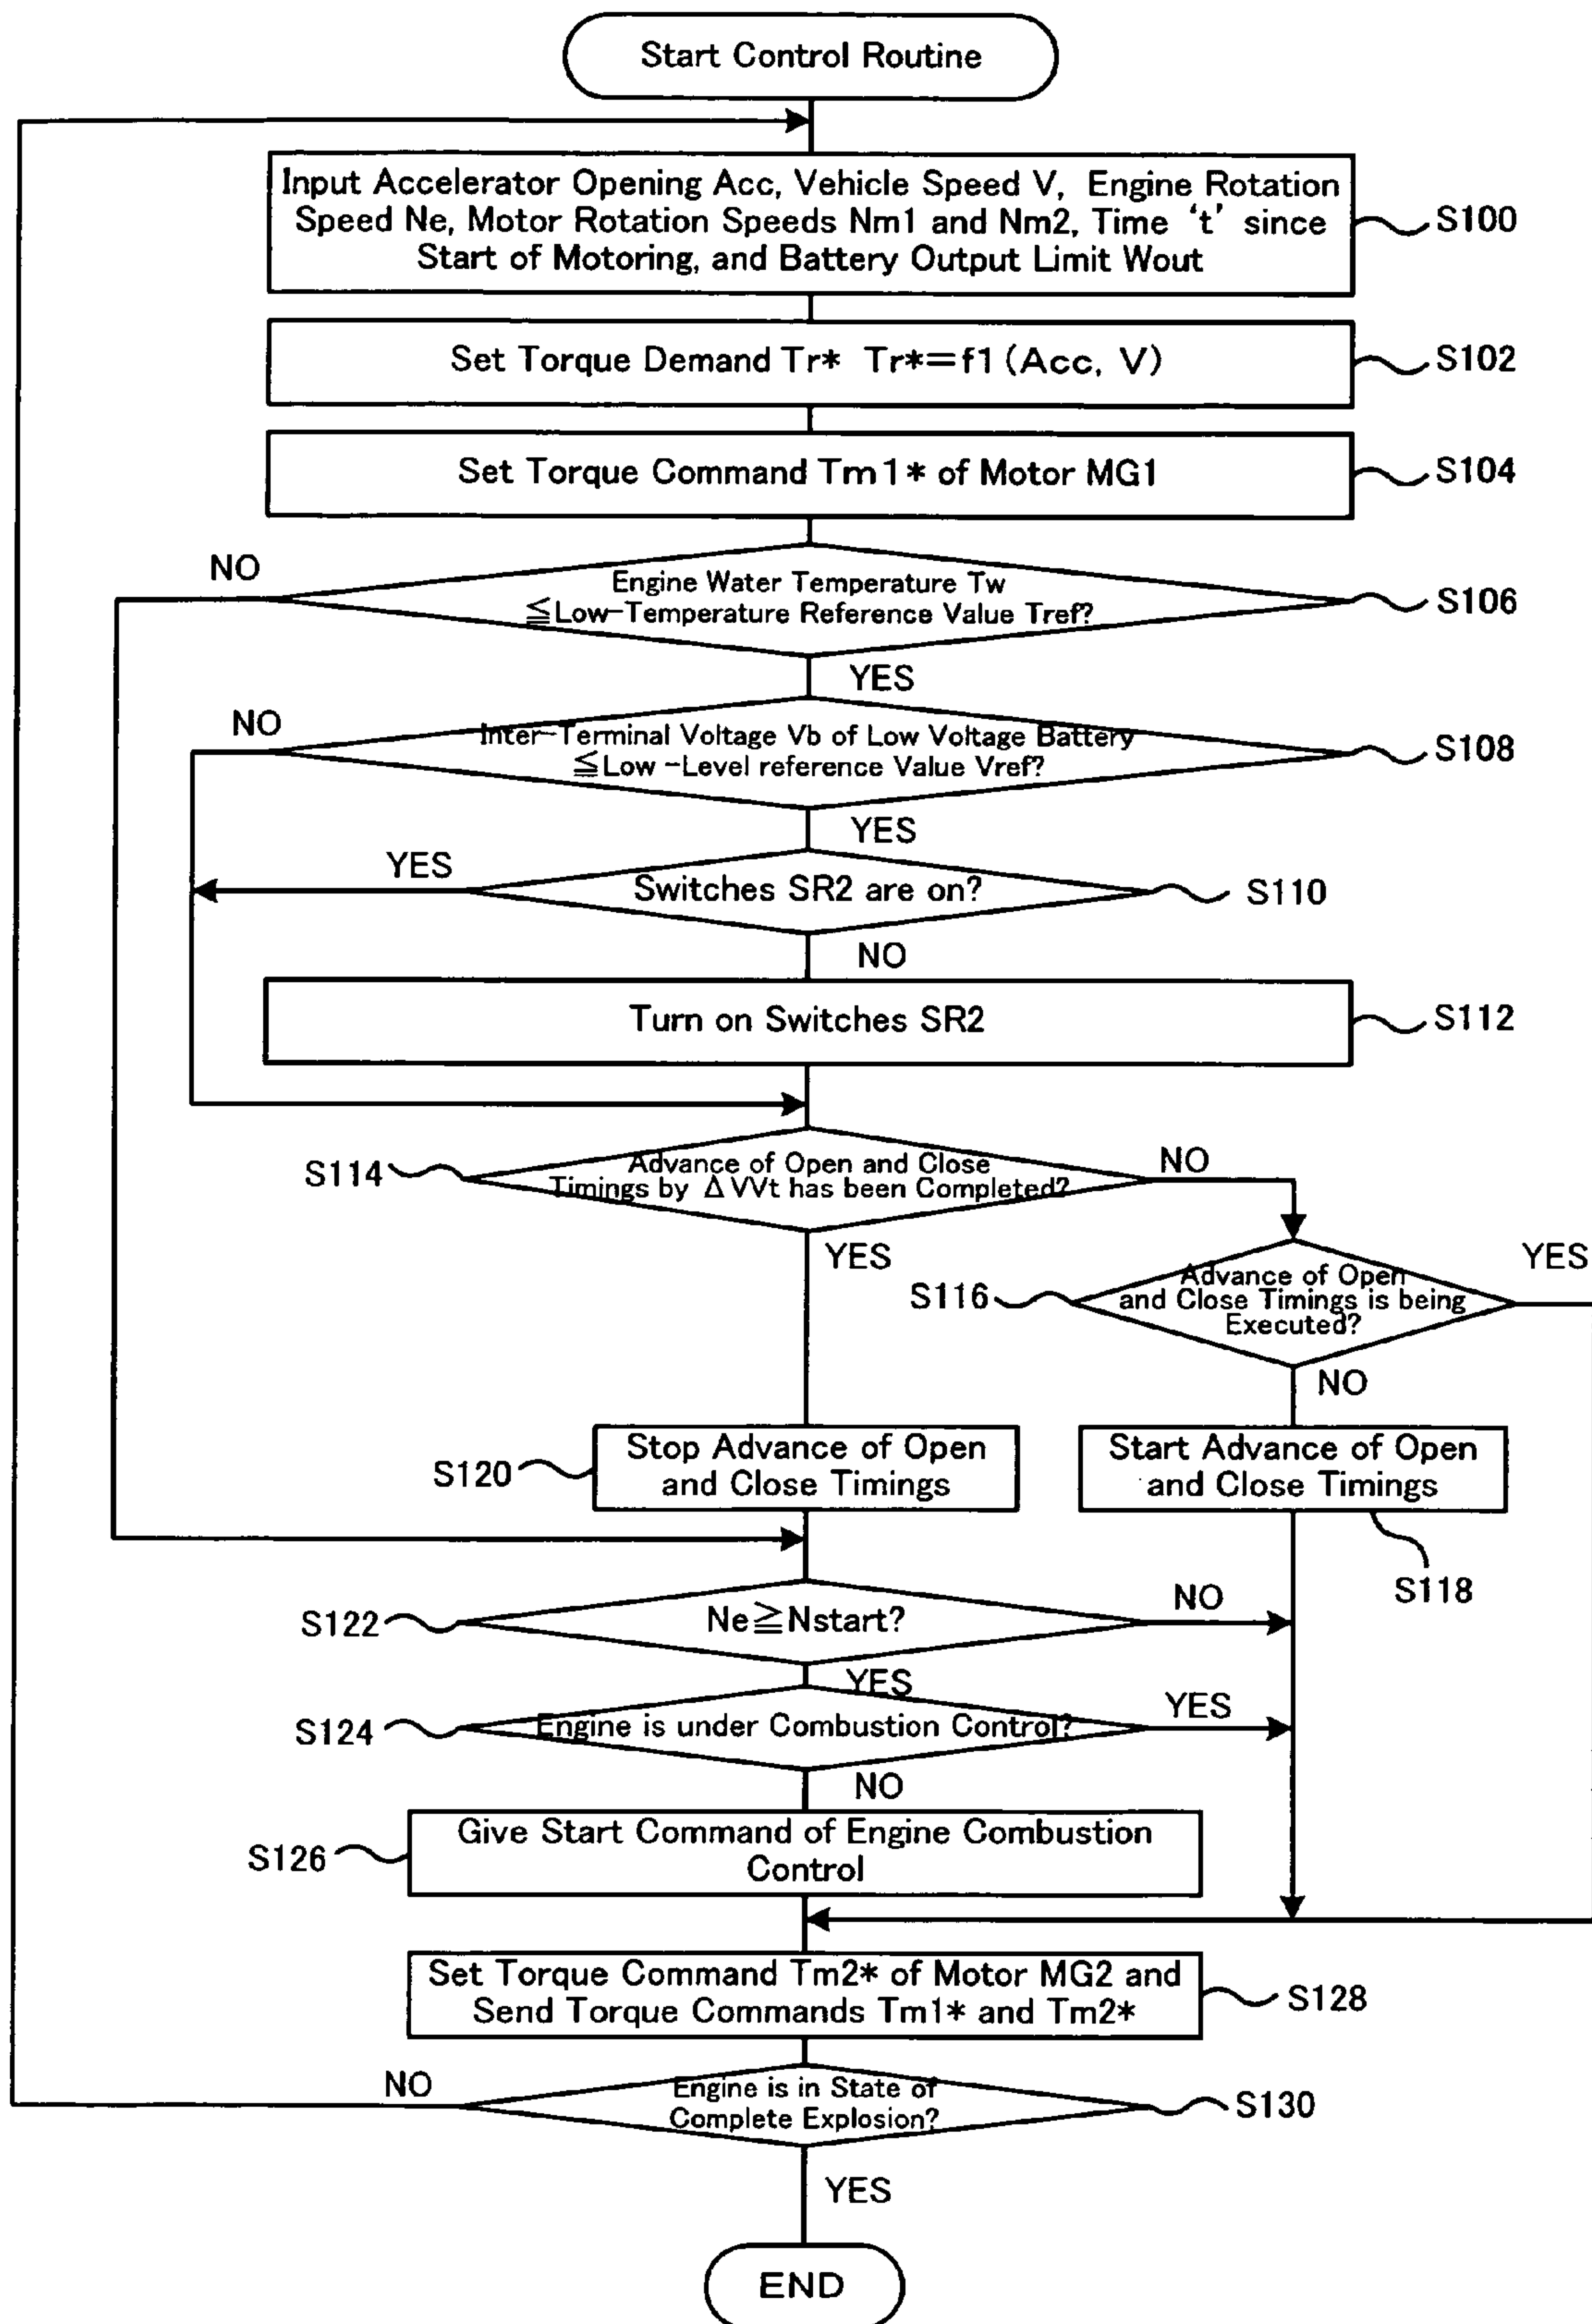 Start Control Routine
Input Accelerator Opening Acc, Vehicle Speed V, Engine Rotation
Speed Ne, Motor Rotation Speeds Nm1 and Nm2, Time ‘t’ since
Start of Motoring, and Battery Output Limit Wout
S100
Set Torque Demand Tr* Tr*=f1 (Acc, V)
S102
Set Torque Command Tm1* of Motor MG1
S104
NO
Engine Water Temperature Tw
≦Low-Temperature Reference Value Tref?
S106
YES
NO
Inter-Terminal Voltage Vb of Low Voltage Battery
≦Low -Level reference Value Vref?
S108
YES
YES
Switches SR2 are on?
S110
NO
Turn on Switches SR2
S112
S114
Advance of Open and Close
Timings by ΔVVt has been Completed?
NO
YES
S116
Advance of Open
and Close Timings is being
Executed?
YES
NO
S120
Stop Advance of Open
and Close Timings
Start Advance of Open
and Close Timings
S118
S122
Ne≧Nstart?
NO
YES
S124
Engine is under Combustion Control?
YES
NO
S126
Give Start Command of Engine Combustion
Control
Set Torque Command Tm2* of Motor MG2 and
Send Torque Commands Tm1* and Tm2*
S128
NO
Engine is in State of
Complete Explosion?
S130
YES
END